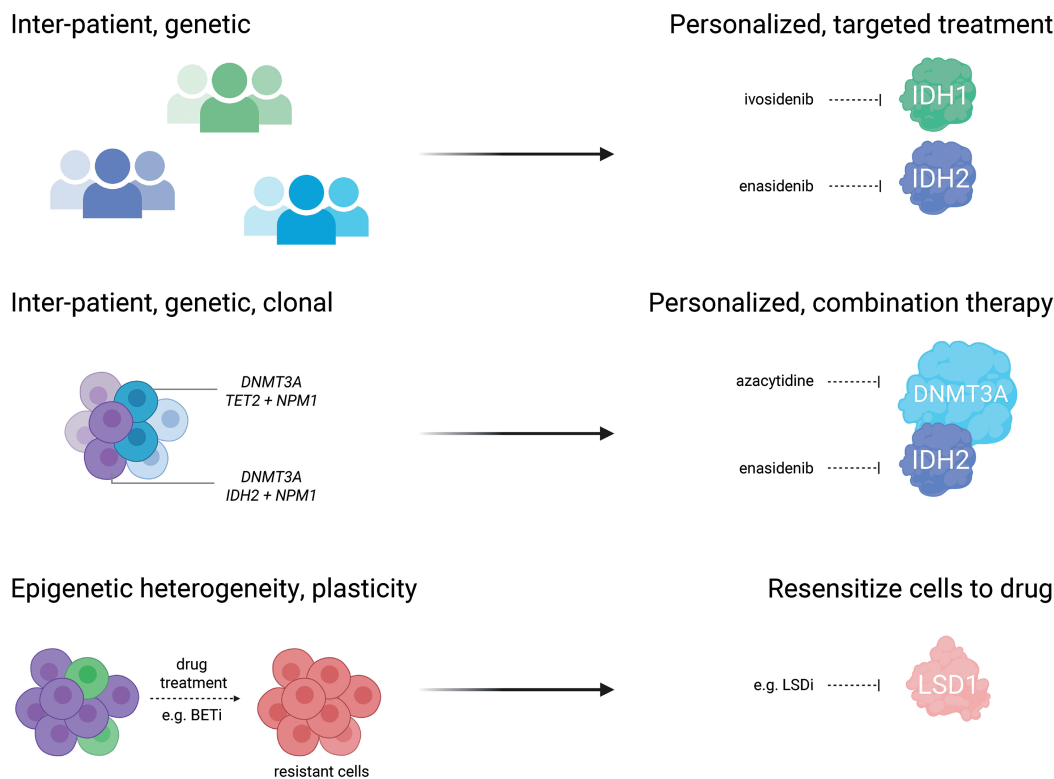 Inter-patient, genetic
Personalized, targeted treatment
ivosidenib
IDH1
enasidenib
IDH2
Inter-patient, genetic, clonal
Personalized, combination therapy
DNMT3A
TET2 + NPM1
DNMT3A
IDH2 + NPM1
azacytidine
DNMT3A
enasidenib
IDH2
Epigenetic heterogeneity, plasticity
Resensitize cells to drug
drug
treatment
e.g. BETi
resistant cells
e.g. LSDi
LSD1